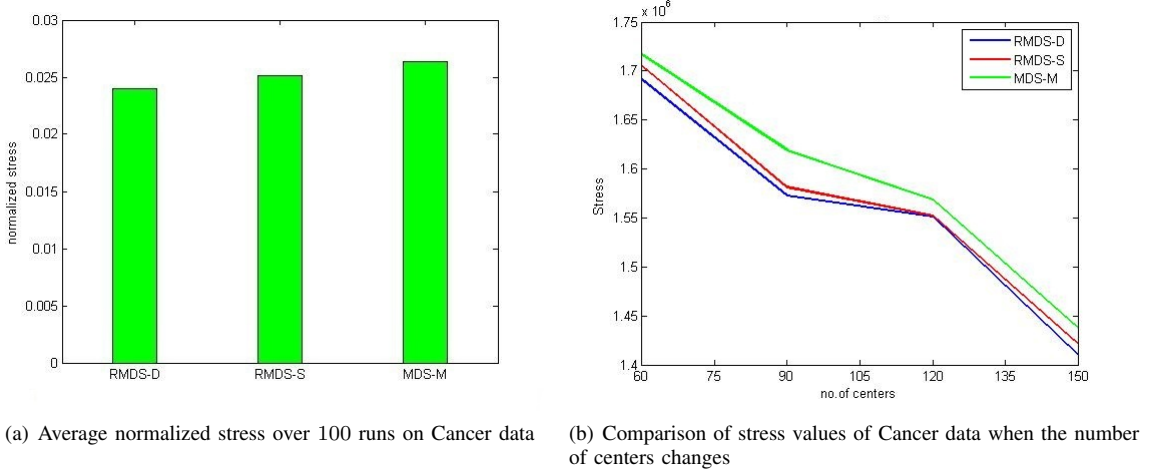 0.03
0.025
0.02
0.015
0.01
0.005
0
normalized stress
RMDS-D
RMDS-S
MDS-M
(a) Average normalized stress over 100 runs on Cancer data
x 10^6
1.75
1.7
1.65
1.6
1.55
1.5
1.45
1.4
Stress
RMDS-D
RMDS-S
MDS-M
60 75 90 105 120 135 150
no.of centers
(b) Comparison of stress values of Cancer data when the number
of centers changes